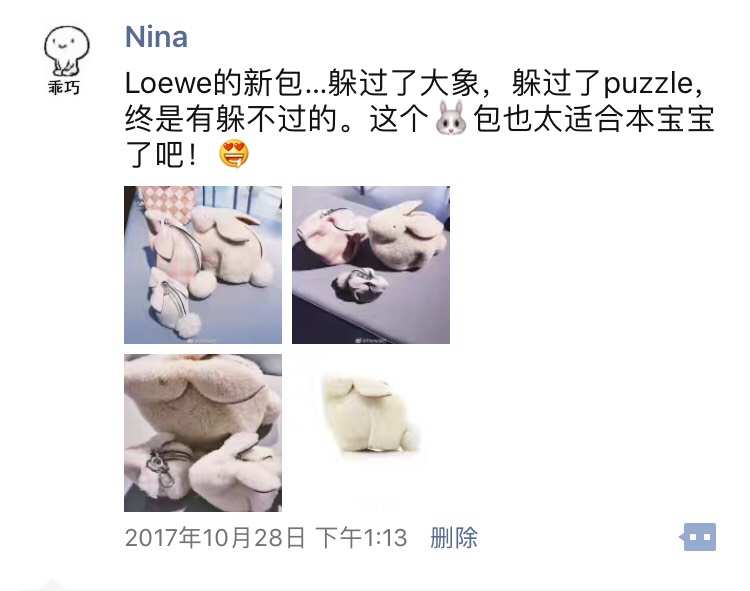 Nina
乖巧
Loewe的新包...躲过了大象，躲过了puzzle，
终是有躲不过的。这个🐰包也太适合本宝宝
了吧！😍
2017年10月28日 下午1:13 删除